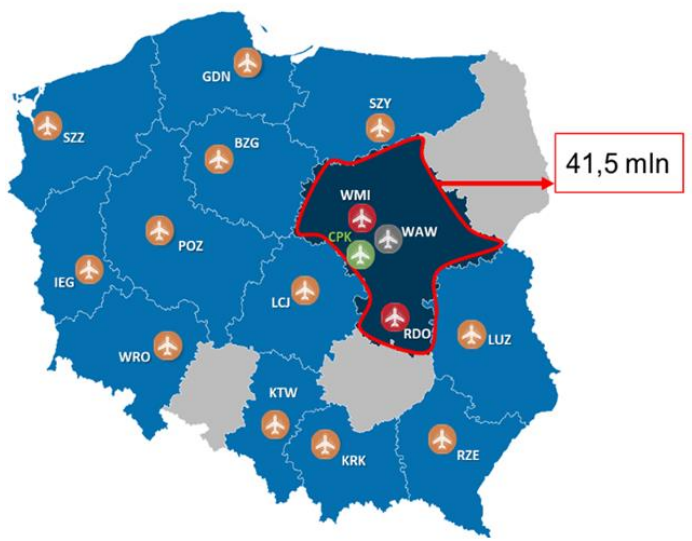 GDN
SZY
SZZ
BZG
41,5 mln
WMI
WAW
CPK
POZ
IEG
LCJ
RDO
LUZ
WRO
KTW
KRK
RZE